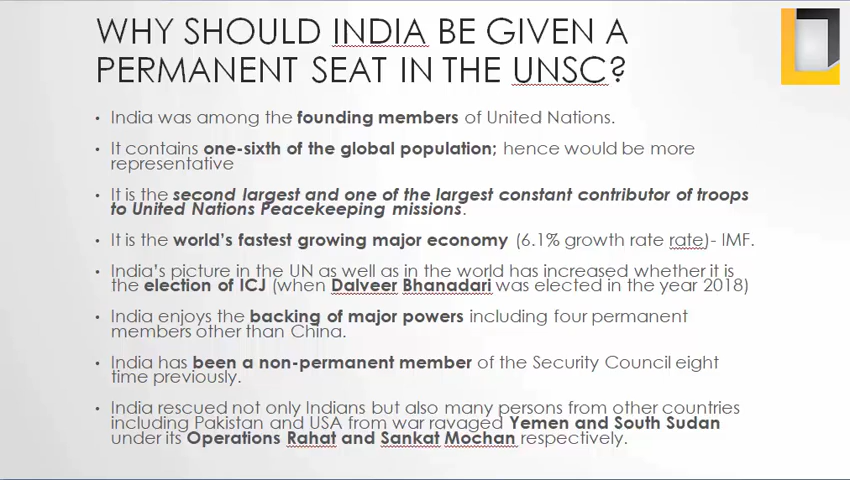 WHY SHOULD INDIA BE GIVEN A
PERMANENT SEAT IN THE UNSC?
• India was among the founding members of United Nations.
• It contains one-sixth of the global population; hence would be more
representative
• It is the second largest and one of the largest constant contributor of troops
to United Nations Peacekeeping missions.
• It is the world's fastest growing major economy (6.1% growth rate rate)- IMF.
• India's picture in the UN as well as in the world has increased whether it is
the election of ICJ (when Dalveer Bhanadari was elected in the year 2018)
• India enjoys the backing of major powers including four permanent
members other than China.
• India has been a non-permanent member of the Security Council eight
time previously.
• India rescued not only Indians but also many persons from other countries
including Pakistan and USA from war ravaged Yemen and South Sudan
under its Operations Rahat and Sankat Mochan respectively.